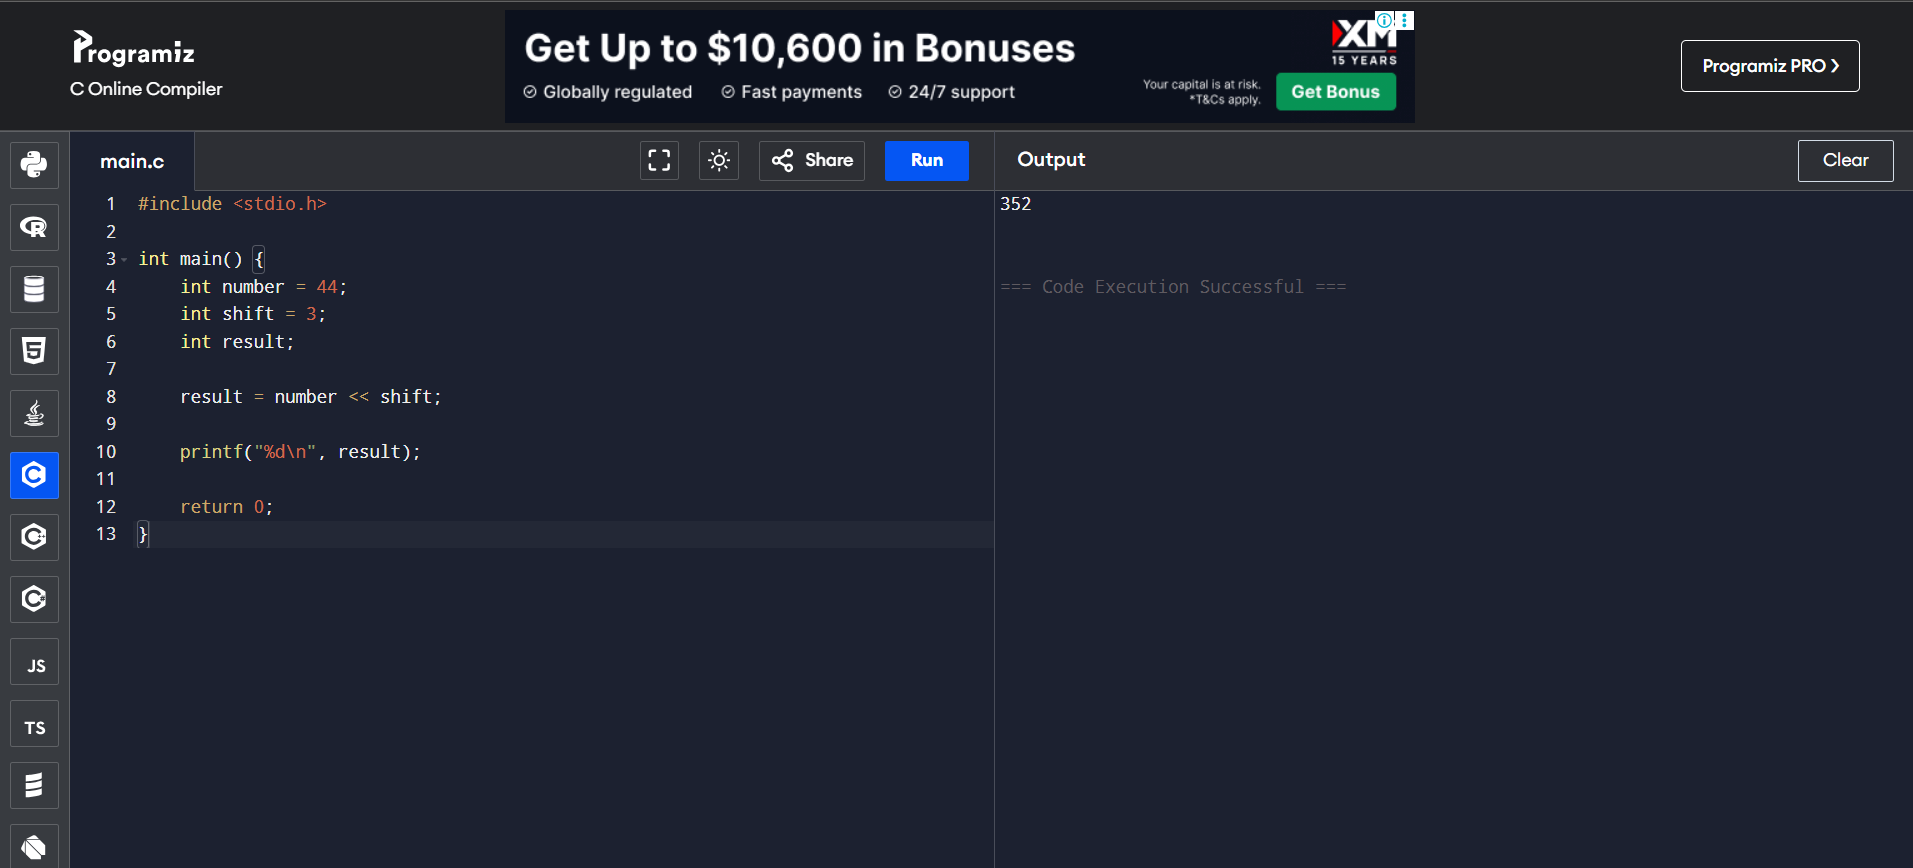 Programiz
C Online Compiler
Get Up to $10,600 in Bonuses
Globally regulated Fast payments 24/7 support
XM
15 YEARS
Your capital is at risk.
*T&Cs apply.
Get Bonus
Programiz PRO >
main.c
Share
Run
Output
Clear
1 #include <stdio.h>
2
3 int main() {
4     int number = 44;
5     int shift = 3;
6     int result;
7
8     result = number << shift;
9
10     printf("%d\n", result);
11
12     return 0;
13 }
352
=== Code Execution Successful ===
R
5
C
C++
C#
JS
TS